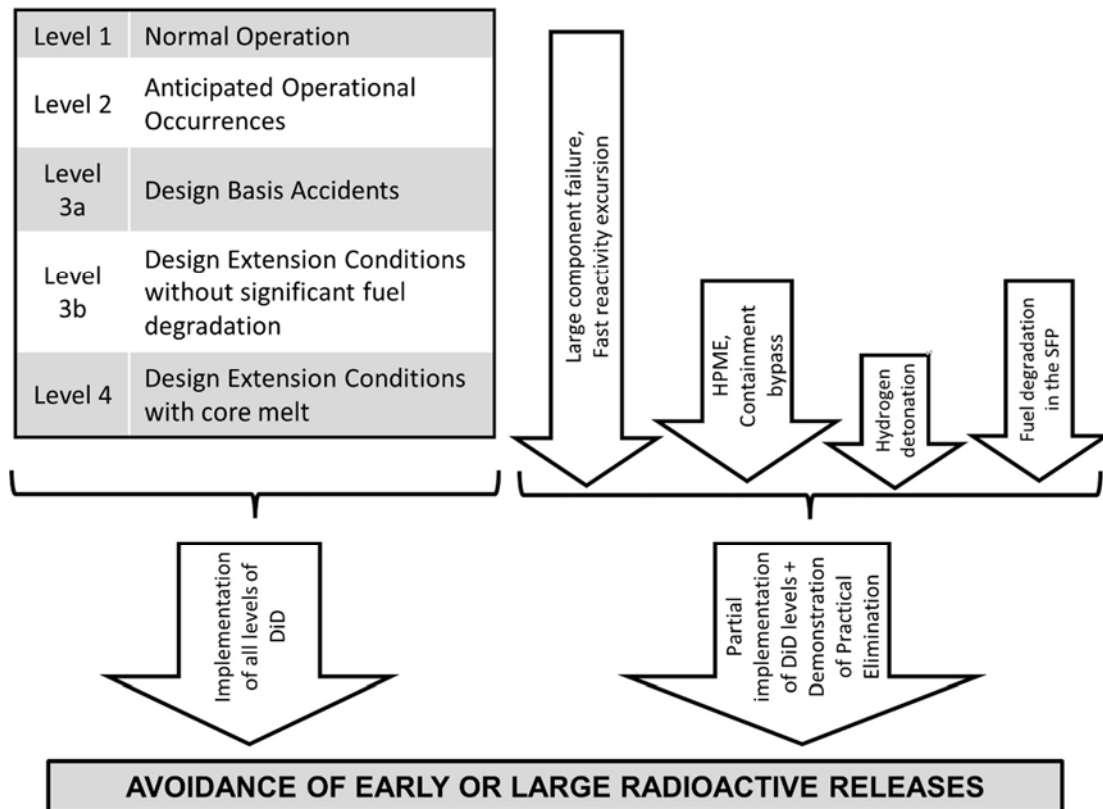 Level 1
Normal Operation
Level 2
Anticipated Operational
Occurrences
Level
3a
Design Basis Accidents
Level
3b
Design Extension Conditions
without significant fuel
degradation
Level 4
Design Extension Conditions
with core melt
Large component failure,
Fast reactivity excursion
HPME,
Containment
bypass
Hydrogen
detonation
Fuel degradation
in the SFP
Implementation
of all levels of
DiD
Partial
implementation
of DiD levels +
Demonstration
of Practical
Elimination
AVOIDANCE OF EARLY OR LARGE RADIOACTIVE RELEASES